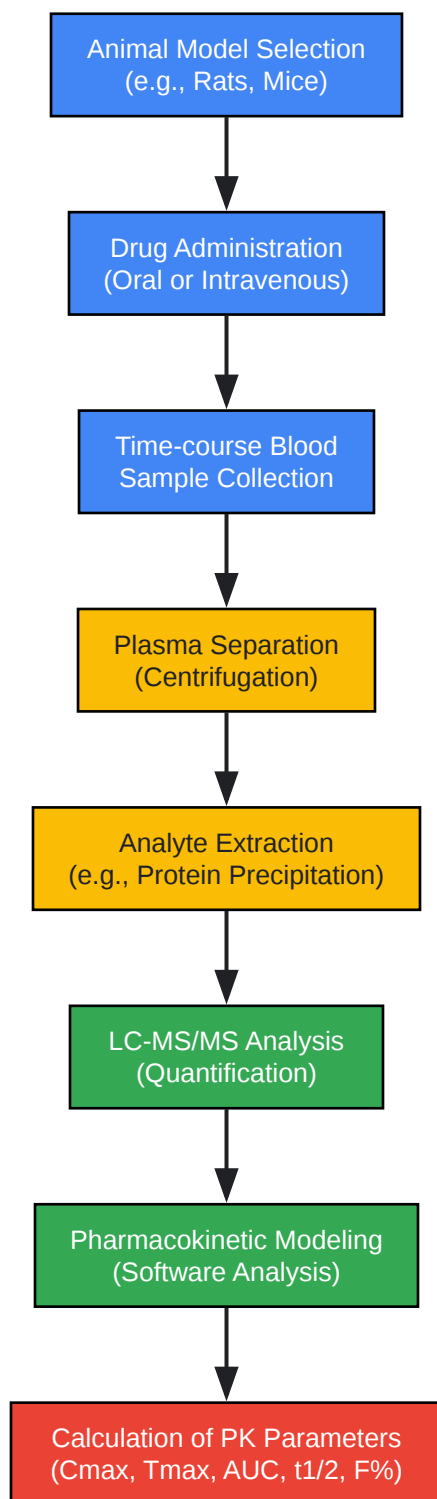 Animal Model Selection
(e.g., Rats, Mice)
Drug Administration
(Oral or Intravenous)
Time-course Blood
Sample Collection
Plasma Separation
(Centrifugation)
Analyte Extraction
(e.g., Protein Precipitation)
LC-MS/MS Analysis
(Quantification)
Pharmacokinetic Modeling
(Software Analysis)
Calculation of PK Parameters
(Cmax, Tmax, AUC, t1/2, F%)